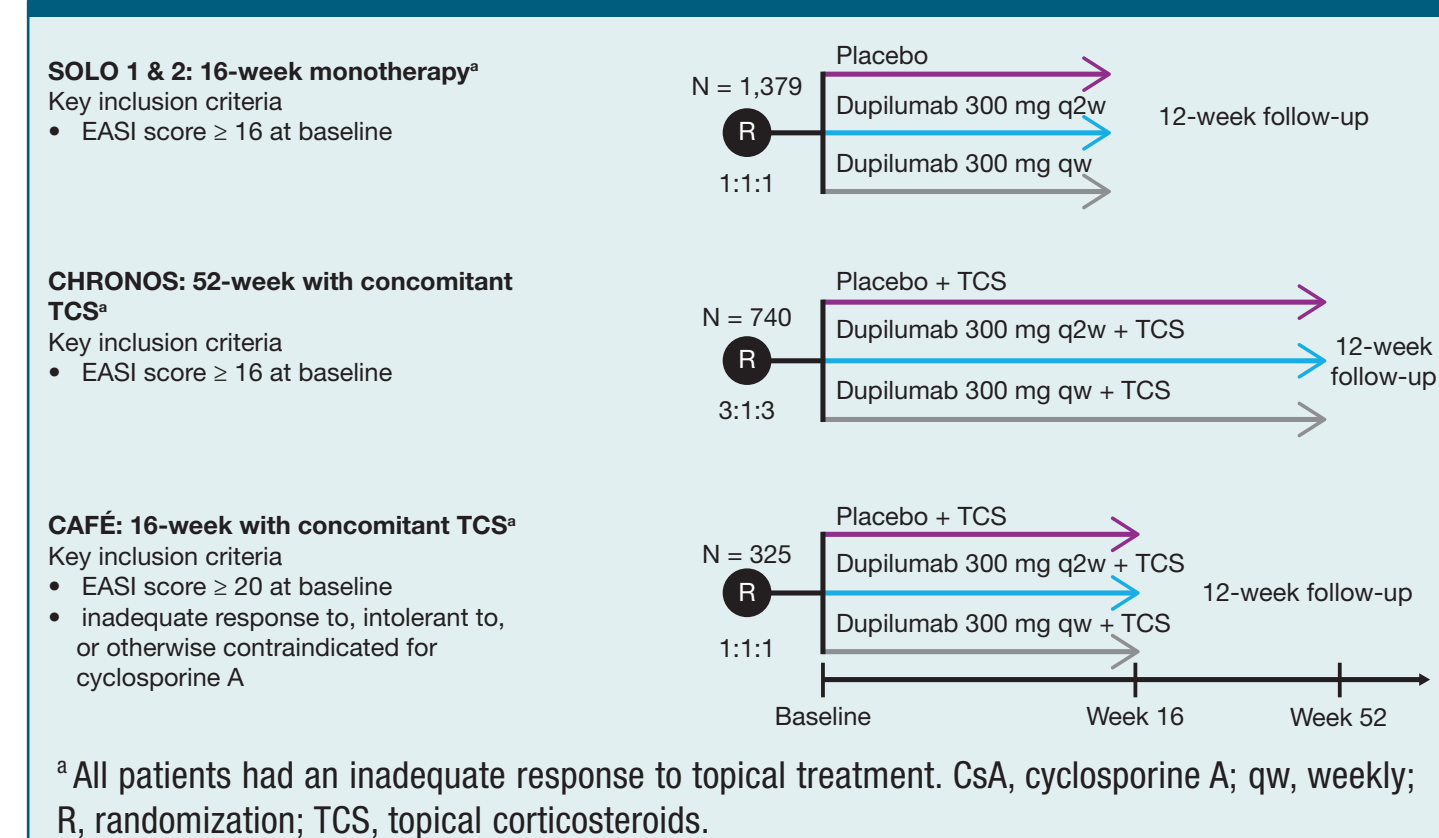 SOLO 1 & 2: 16-week monotherapyᵃ
Key inclusion criteria
• EASI score ≥ 16 at baseline
N = 1,379
R
1:1:1
Placebo
Dupilumab 300 mg q2w
Dupilumab 300 mg qw
12-week follow-up
CHRONOS: 52-week with concomitant
TCSᵃ
Key inclusion criteria
• EASI score ≥ 16 at baseline
N = 740
R
3:1:3
Placebo + TCS
Dupilumab 300 mg q2w + TCS
Dupilumab 300 mg qw + TCS
12-week
follow-up
CAFÉ: 16-week with concomitant TCSᵃ
Key inclusion criteria
• EASI score ≥ 20 at baseline
• inadequate response to, intolerant to,
or otherwise contraindicated for
cyclosporine A
N = 325
R
1:1:1
Placebo + TCS
Dupilumab 300 mg q2w + TCS
Dupilumab 300 mg qw + TCS
12-week follow-up
Baseline
Week 16
Week 52
ᵃ All patients had an inadequate response to topical treatment. CsA, cyclosporine A; qw, weekly;
R, randomization; TCS, topical corticosteroids.